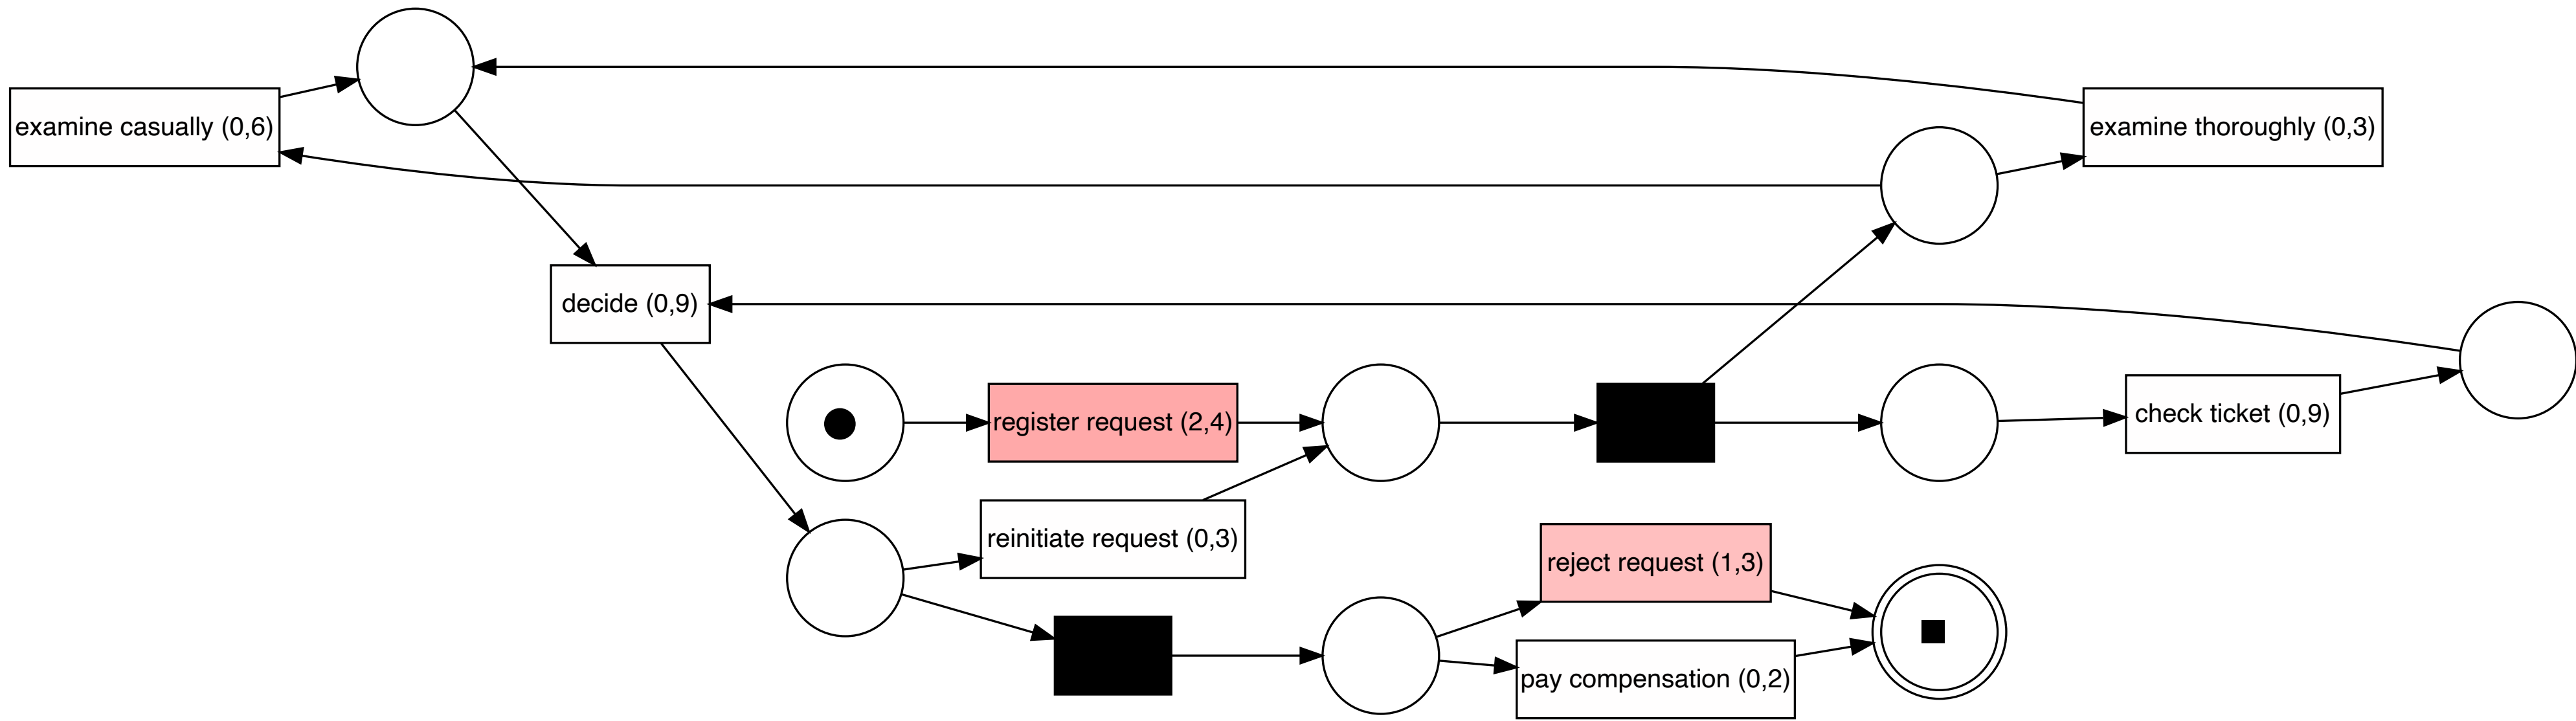 examine casually (0,6)
examine thoroughly (0,3)
decide (0,9)
register request (2,4)
check ticket (0,9)
reinitiate request (0,3)
reject request (1,3)
pay compensation (0,2)